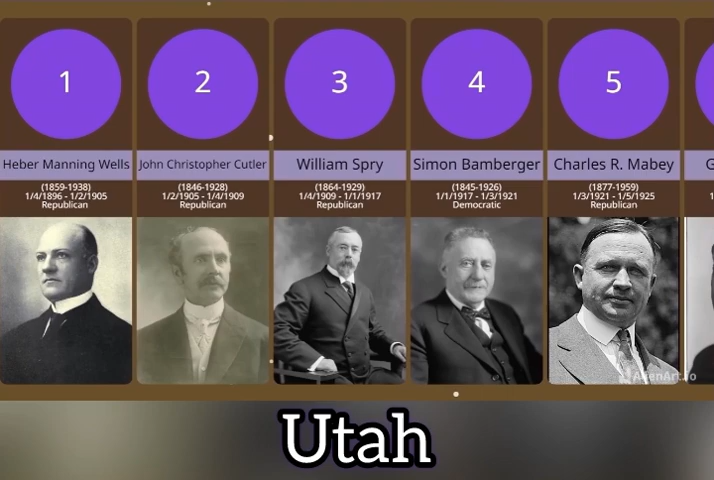 1
Heber Manning Wells
(1859-1938)
1/4/1896 - 1/2/1905
Republican
2
John Christopher Cutler
(1846-1928)
1/2/1905 - 1/4/1909
Republican
3
William Spry
(1864-1929)
1/4/1909 - 1/1/1917
Republican
4
Simon Bamberger
(1845-1926)
1/1/1917 - 1/3/1921
Democratic
5
Charles R. Mabey
(1877-1959)
1/3/1921 - 1/5/1925
Republican
G
1
Utah